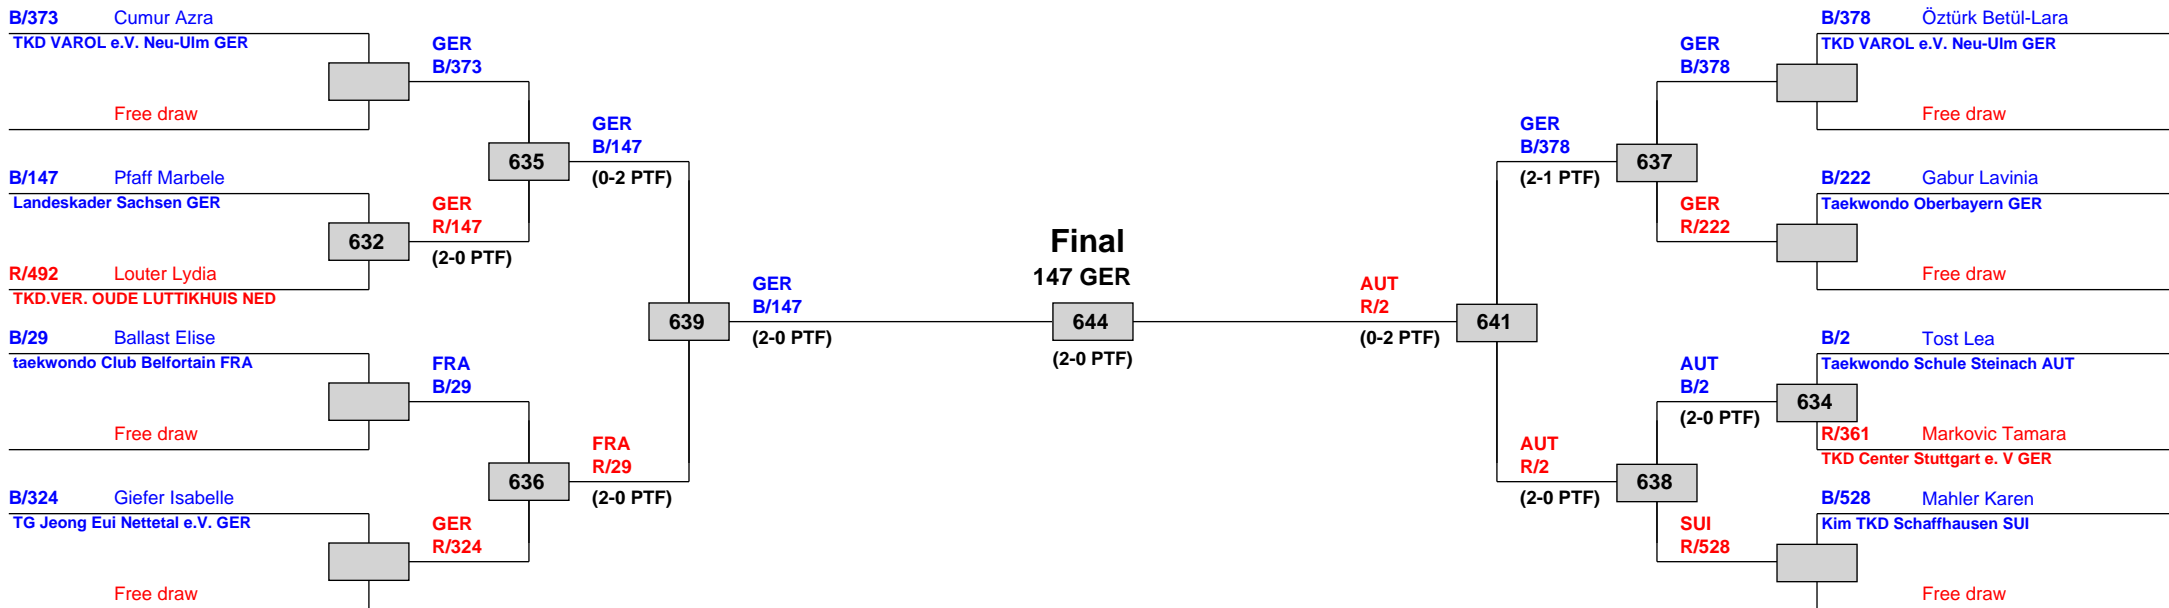 B/373 Cumur Azra
TKD VAROL e.V. Neu-Ulm GER
Free draw
B/147 Pfaff Marbele
Landeskader Sachsen GER
R/492 Louter Lydia
TKD.VER. OUDE LUTTIKHUIS NED
B/29 Ballast Elise
taekwondo Club Belfortain FRA
Free draw
B/324 Giefer Isabelle
TG Jeong Eui Nettetal e.V. GER
Free draw
632
GER
B/373
GER
R/147
(2-0 PTF)
FRA
B/29
GER
R/324
635
636
GER
B/147
(0-2 PTF)
FRA
R/29
(2-0 PTF)
639
GER
B/147
(2-0 PTF)
Final
147 GER
644
(2-0 PTF)
AUT
R/2
(0-2 PTF)
641
GER
B/378
(2-1 PTF)
AUT
R/2
(2-0 PTF)
637
638
GER
B/378
GER
R/222
AUT
B/2
(2-0 PTF)
SUI
R/528
634
B/378 Öztürk Betül-Lara
TKD VAROL e.V. Neu-Ulm GER
Free draw
B/222 Gabur Lavinia
Taekwondo Oberbayern GER
Free draw
B/2 Tost Lea
Taekwondo Schule Steinach AUT
R/361 Markovic Tamara
TKD Center Stuttgart e. V GER
B/528 Mahler Karen
Kim TKD Schaffhausen SUI
Free draw